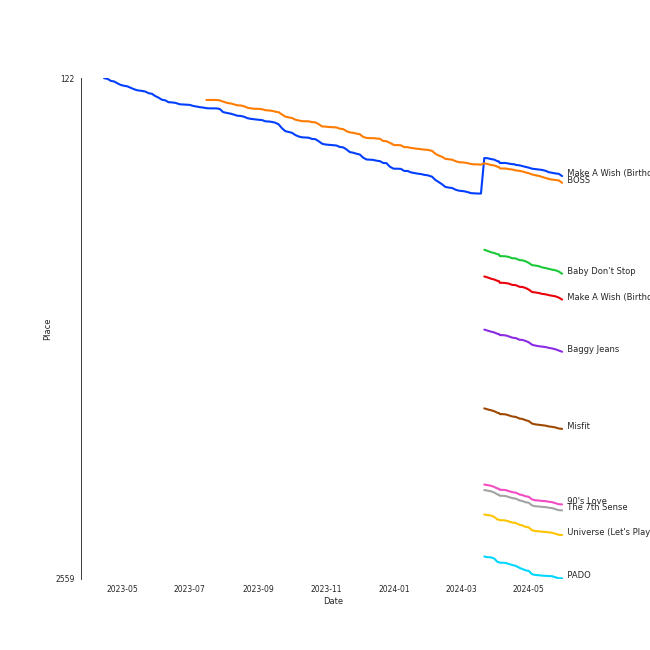 122
Make A Wish (Birthd
BOSS
Baby Don't Stop
Make A Wish (Birthd
Place
Baggy Jeans
Misfit
90's Love
The 7th Sense
Universe (Let's Play
PADO
2559
2023-05
2023-07
2023-09
2023-11
2024-01
2024-03
2024-05
Date